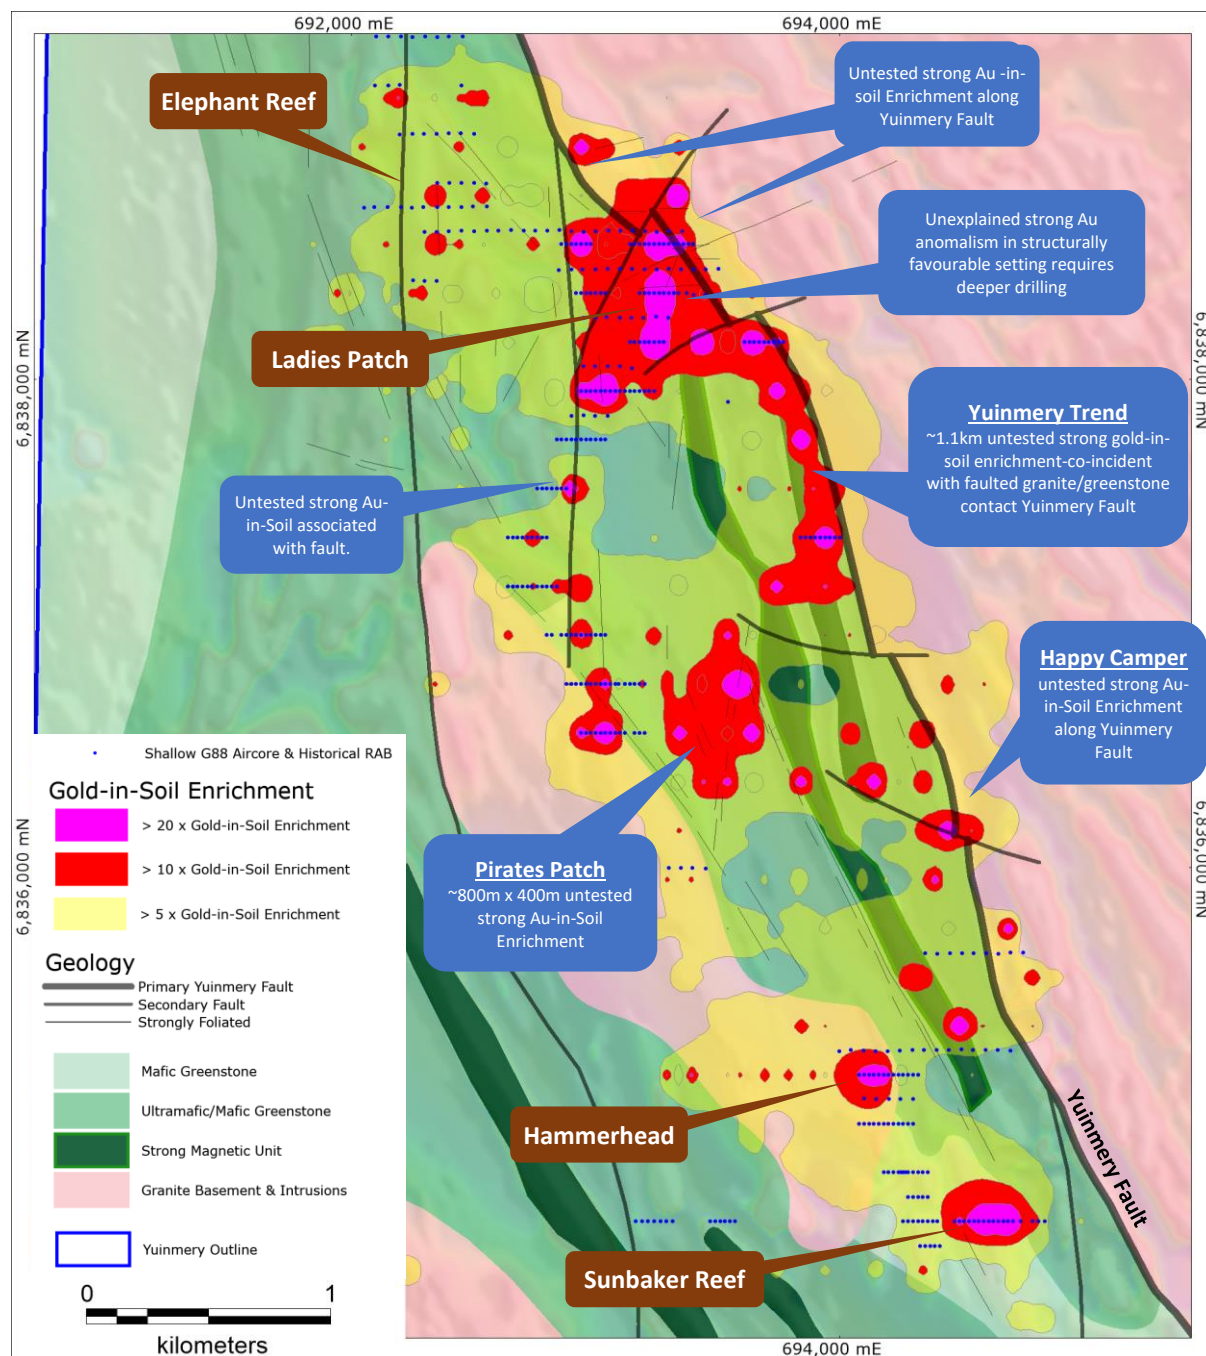 692,000 mE
694,000 mE
Elephant Reef
Untested strong Au -in-
soil Enrichment along
Yuinmery Fault
Unexplained strong Au
anomalism in structurally
favourable setting requires
deeper drilling
Ladies Patch
6,838,000 mN
6,838,000 mN
Yuinmery Trend
~1.1km untested strong gold-in-
soil enrichment-co-incident
with faulted granite/greenstone
contact Yuinmery Fault
Untested strong Au-
in-Soil associated
with fault.
Happy Camper
untested strong Au-
in-Soil Enrichment
along Yuinmery
Fault
Pirates Patch
~800m x 400m untested
strong Au-in-Soil
Enrichment
6,836,000 mN
6,836,000 mN
Shallow G88 Aircore & Historical RAB
Gold-in-Soil Enrichment
> 20 x Gold-in-Soil Enrichment
> 10 x Gold-in-Soil Enrichment
> 5 x Gold-in-Soil Enrichment
Geology
Primary Yuinmery Fault
Secondary Fault
Strongly Foliated
Mafic Greenstone
Ultramafic/Mafic Greenstone
Strong Magnetic Unit
Granite Basement & Intrusions
Yuinmery Outline
0 1
kilometers
Hammerhead
Yuinmery Fault
Sunbaker Reef
694,000 mE